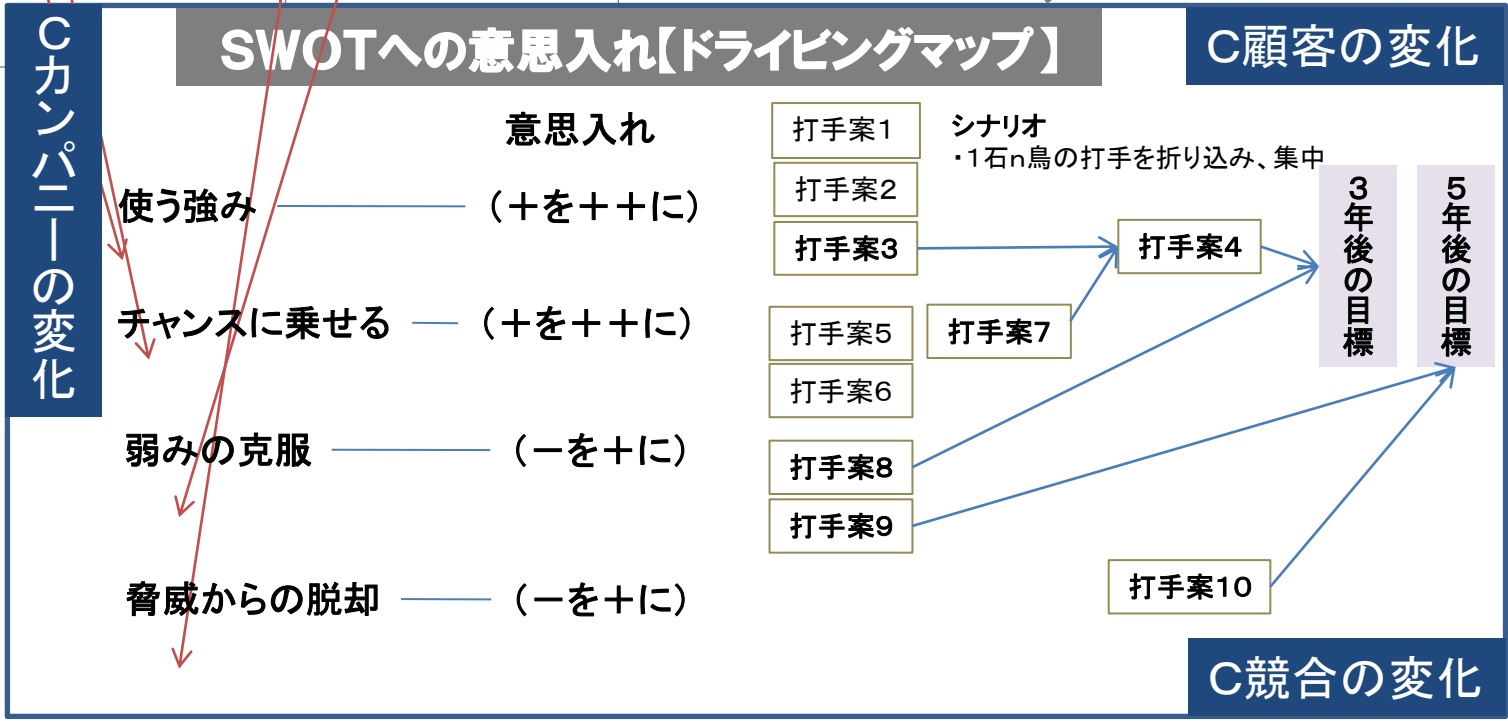 Cカンパニーの変化
SWOTへの意思入れ【ドライビングマップ】
C顧客の変化
意思入れ
使う強み
(+を++に)
チャンスに乗せる
(+を++に)
弱みの克服
(-を+に)
脅威からの脱却
(-を+に)
打手案1
打手案2
打手案3
打手案4
打手案5
打手案6
打手案7
打手案8
打手案9
打手案10
シナリオ
・1石n鳥の打手を折り込み、集中
3年後の目標
5年後の目標
C競合の変化